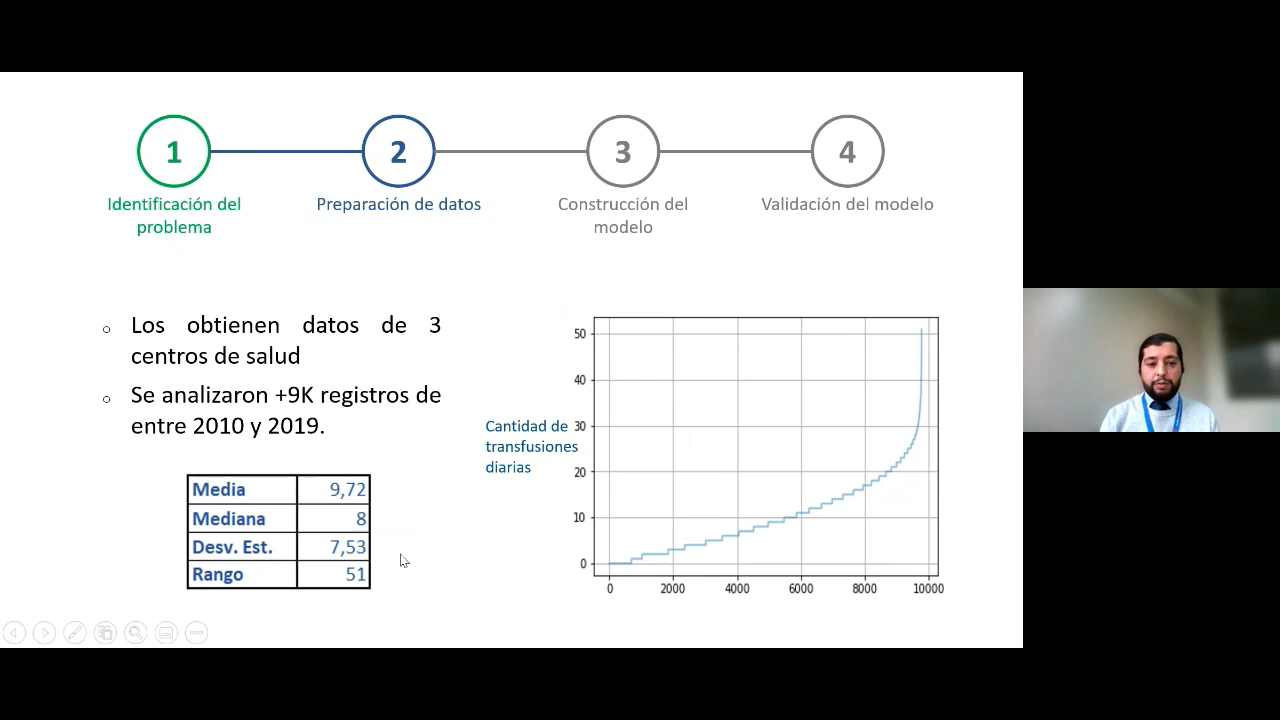 1
2
3
4
Identificación del
problema
Preparación de datos
Construcción del
modelo
Validación del modelo
Los obtienen datos de 3
centros de salud
Se analizaron +9K registros de
entre 2010 y 2019.
Media 9,72
Mediana 8
Desv. Est. 7,53
Rango 51
Cantidad de
transfusiones
diarias
50
40
30
20
10
0
0 2000 4000 6000 8000 10000